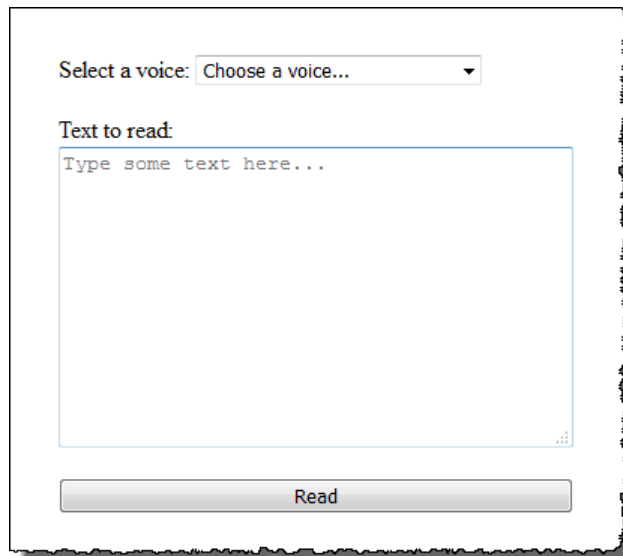 Select a voice: Choose a voice...
Text to read:
Type some text here...
Read